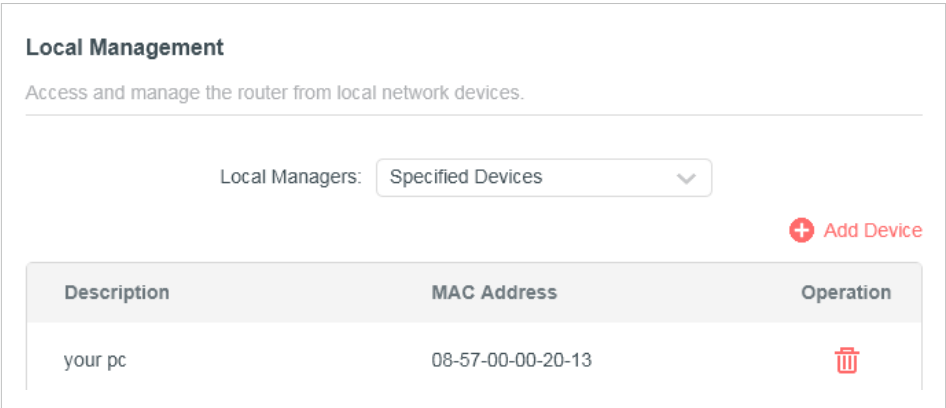 Local Management
Access and manage the router from local network devices.
Local Managers: Specified Devices
Add Device
Description MAC Address Operation
your pc 08-57-00-00-20-13